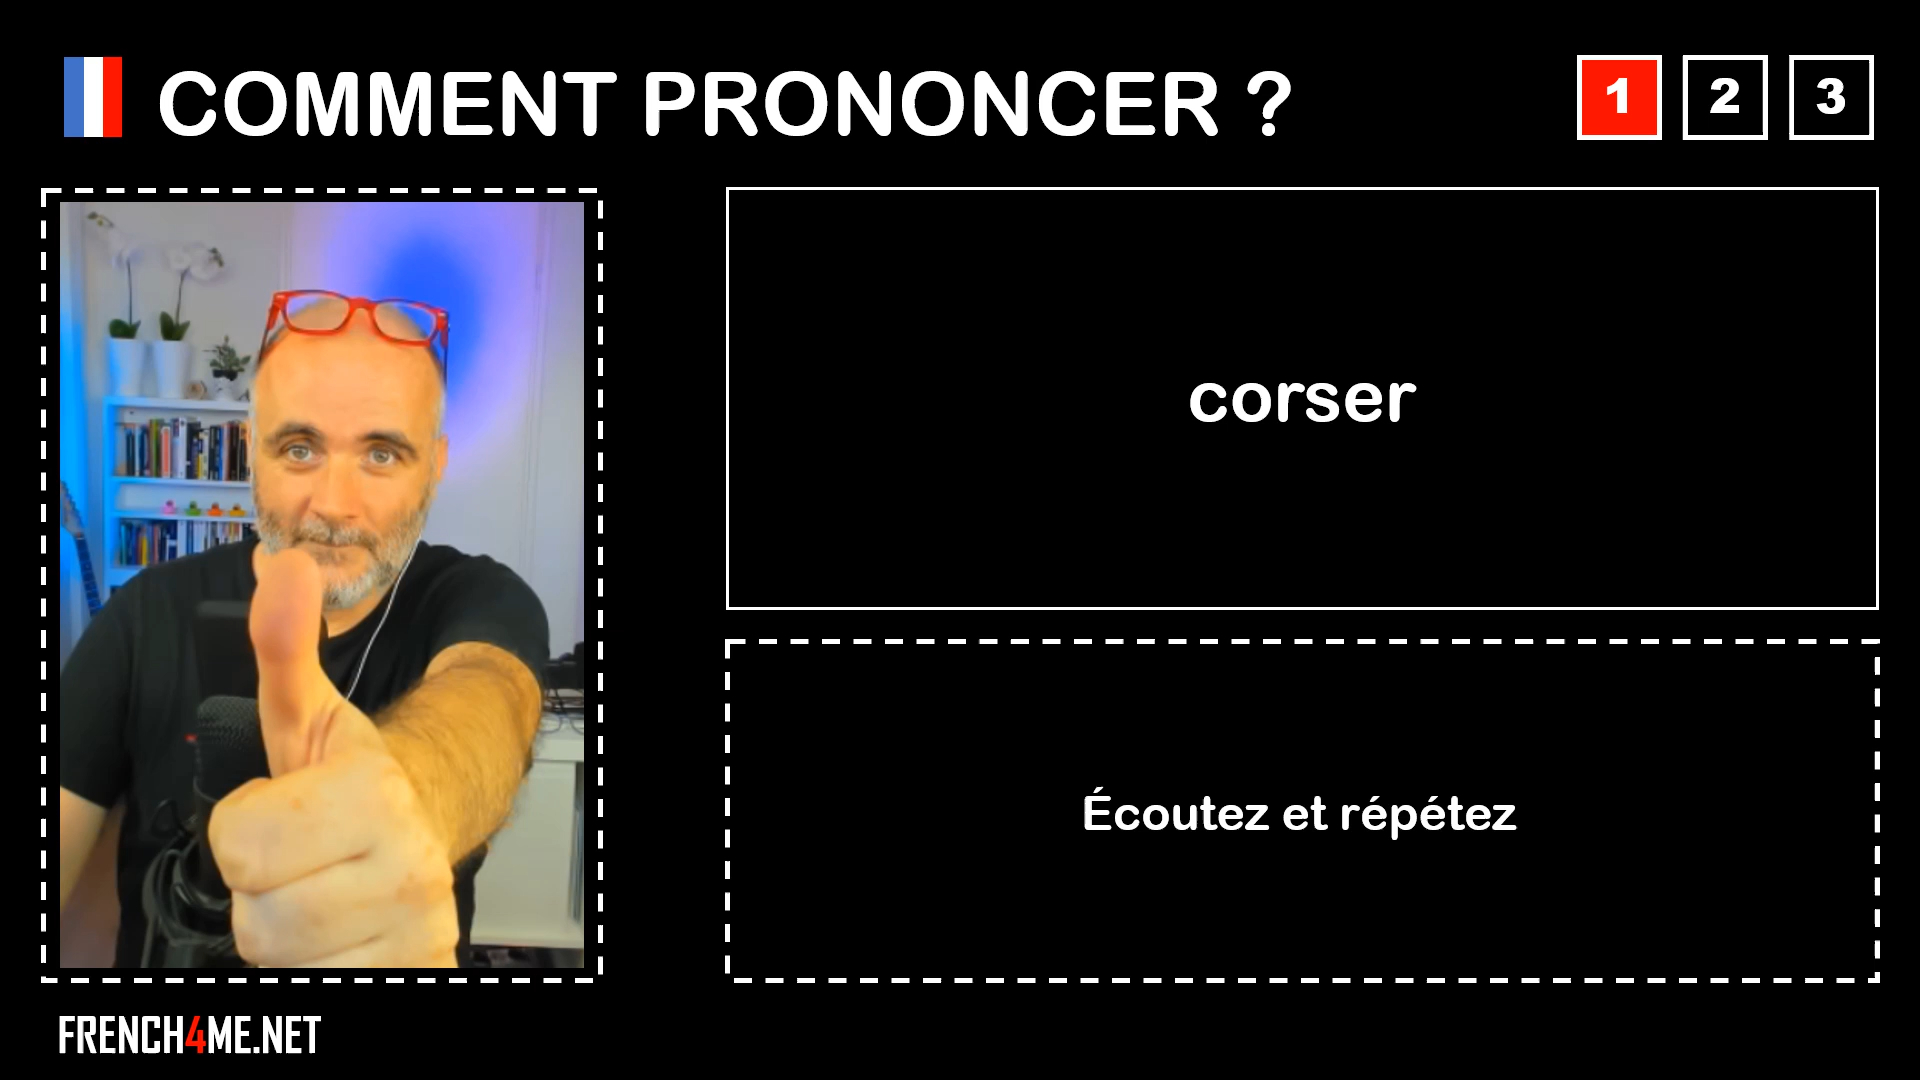 COMMENT PRONONCER ?
1 2 3
corser
Écoutez et répétez
FRENCH4ME.NET